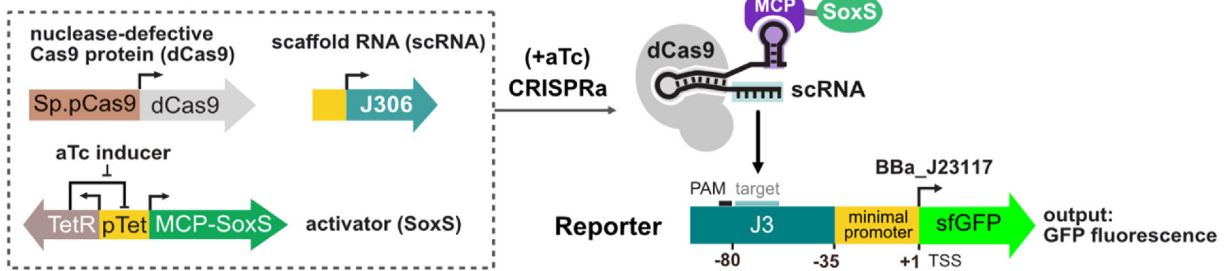 nuclease-defective
Cas9 protein (dCas9)
scaffold RNA (scRNA)
Sp.pCas9
dCas9
J306
aTc inducer
TetR
pTet
MCP-SoxS
activator (SoxS)
(+aTc)
CRISPRa
MCP
SoxS
dCas9
scRNA
BBa_J23117
PAM
target
Reporter
J3
minimal
promoter
sfGFP
output:
GFP fluorescence
-80
-35
+1
TSS